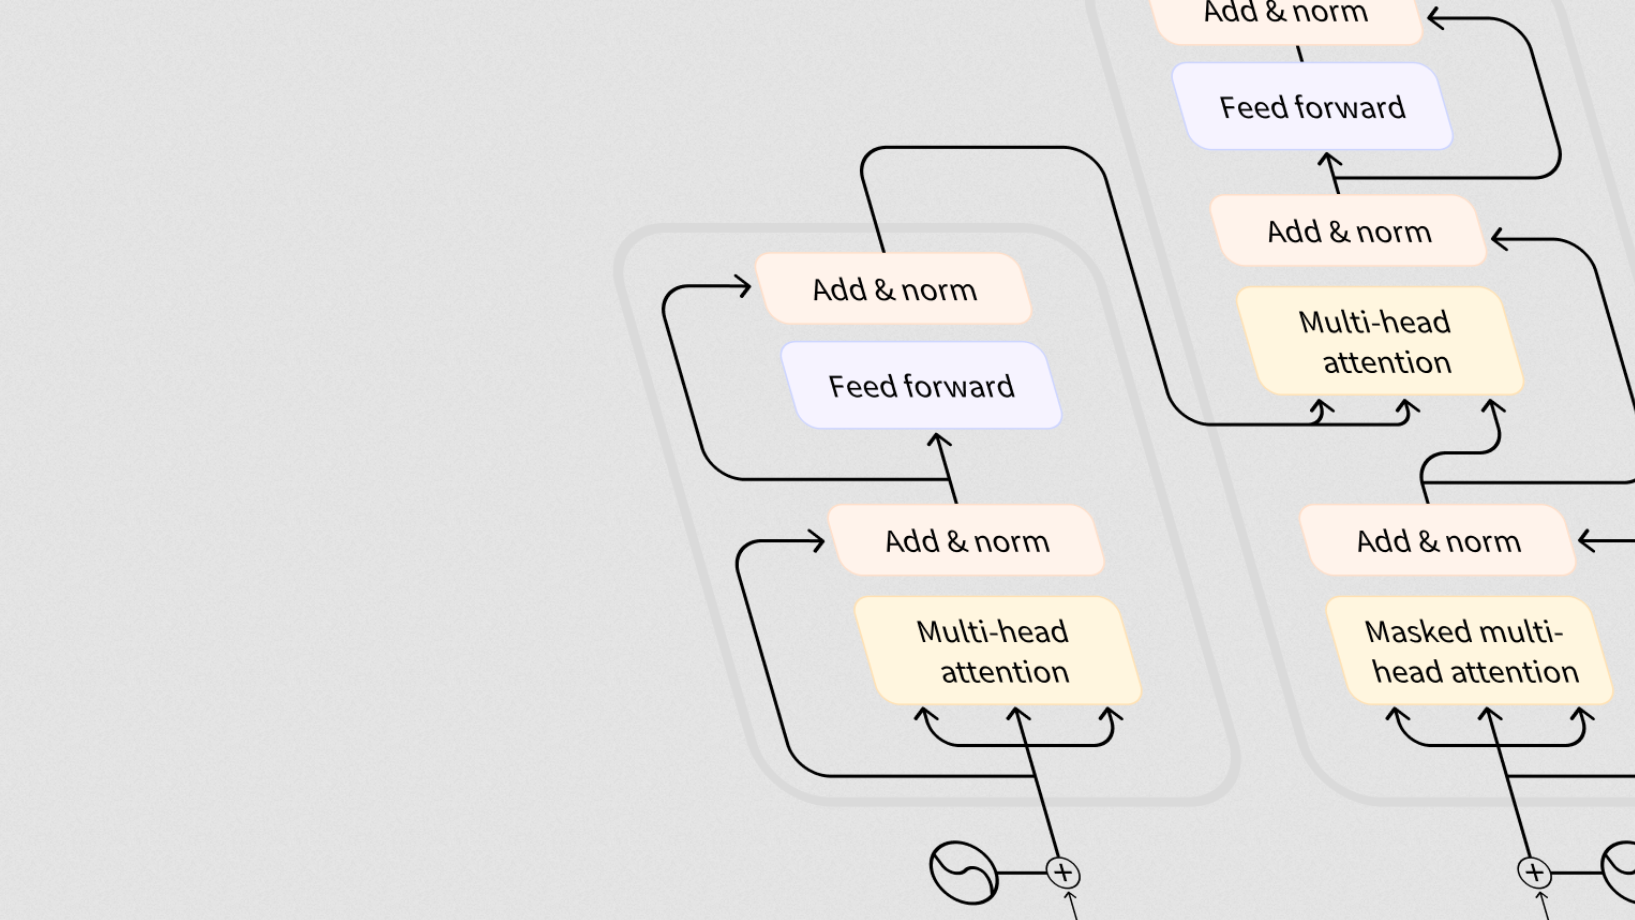 Add & norm
Feed forward
Add & norm
Multi-head
attention
Add & norm
Feed forward
Add & norm
Multi-head
attention
Add & norm
Masked multi-
head attention